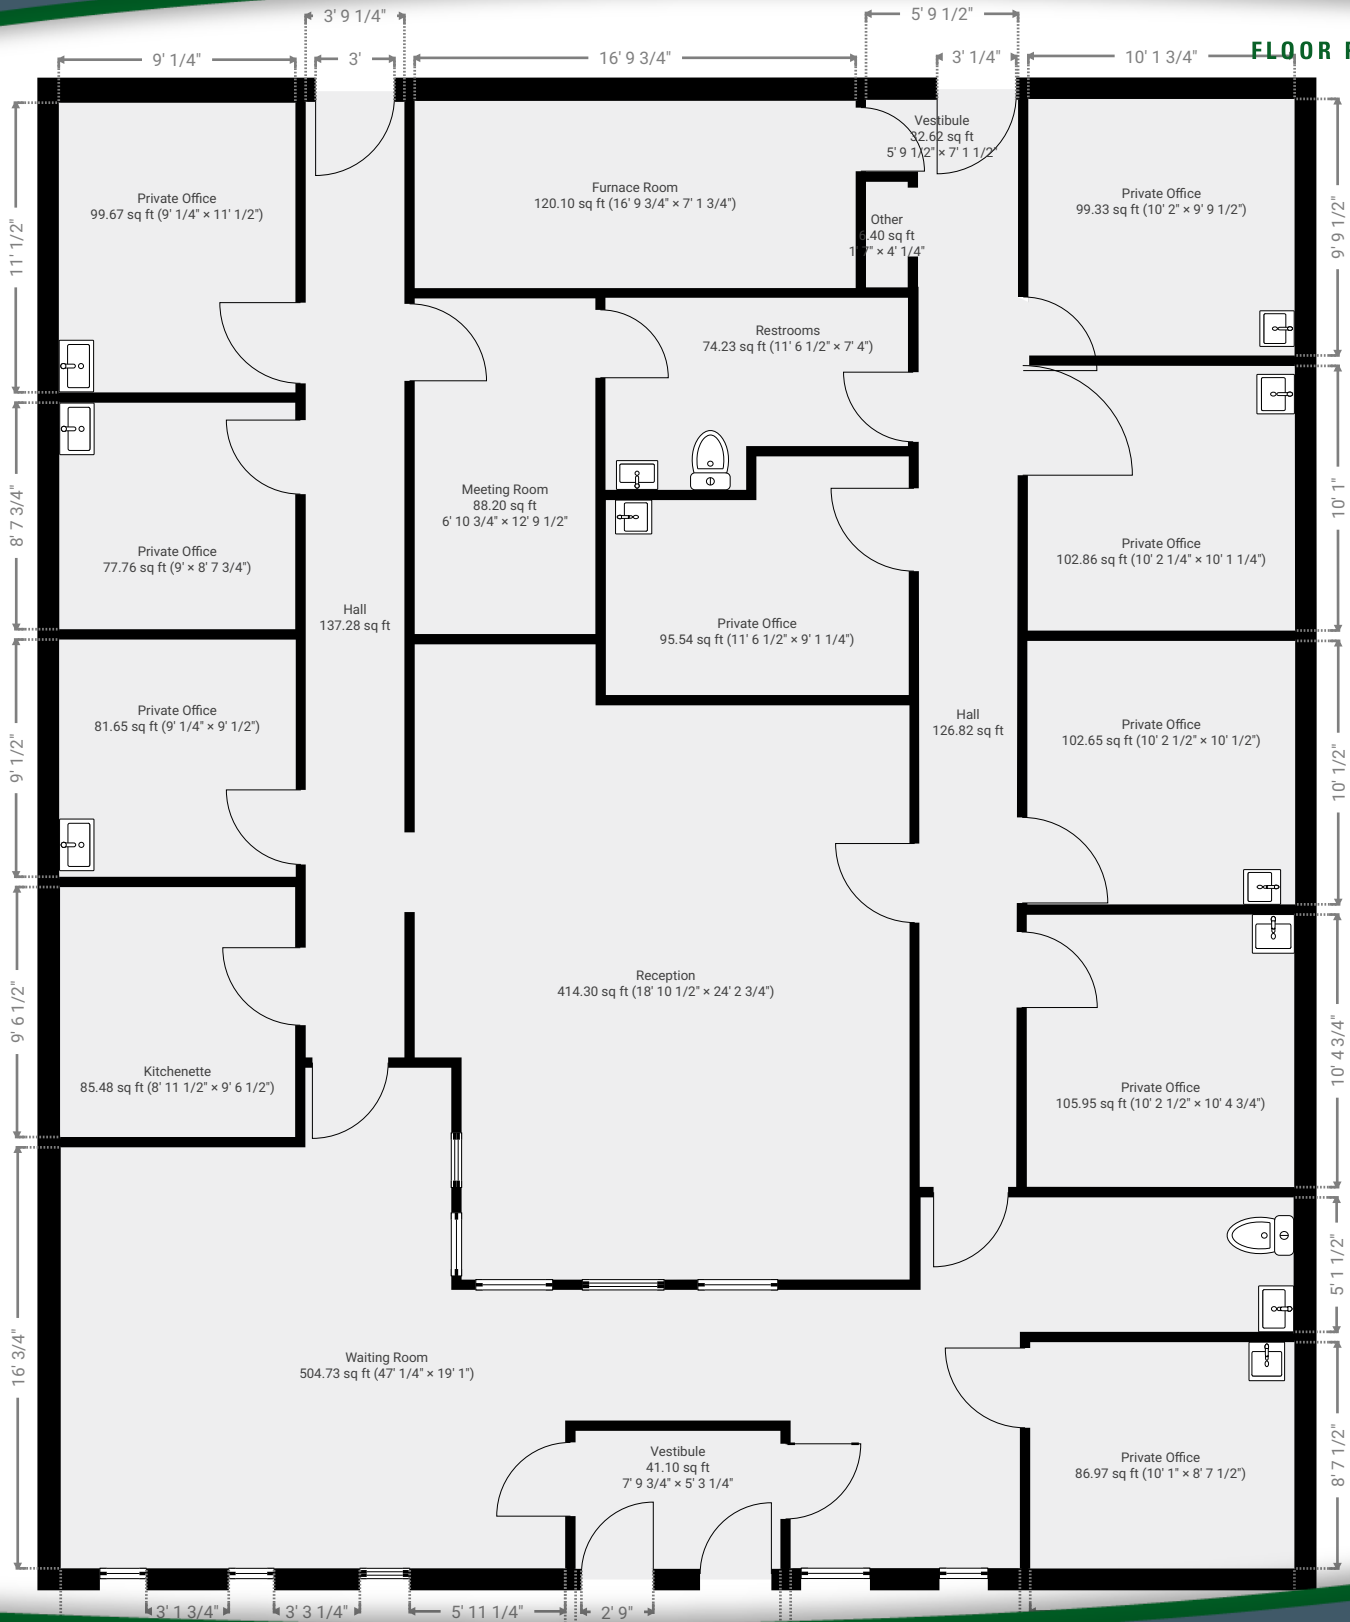 3' 9 1/4"
5' 9 1/2"
FLOOR
9' 1/4"
3'
16' 9 3/4"
3' 1/4"
10' 1 3/4"
Vestibule
32.62 sq ft
5' 9 1/2" × 7' 1 1/2"
Private Office
99.67 sq ft (9' 1/4" × 11' 1/2")
Furnace Room
120.10 sq ft (16' 9 3/4" × 7' 1 3/4")
Private Office
99.33 sq ft (10' 2" × 9' 9 1/2")
Other
6.40 sq ft
1' 7" × 4' 1/4"
11' 1/2"
9' 9 1/2"
Restrooms
74.23 sq ft (11' 6 1/2" × 7' 4")
Meeting Room
88.20 sq ft
6' 10 3/4" × 12' 9 1/2"
8' 7 3/4"
10' 1"
Private Office
77.76 sq ft (9' × 8' 7 3/4")
Private Office
102.86 sq ft (10' 2 1/4" × 10' 1 1/4")
Hall
137.28 sq ft
Private Office
95.54 sq ft (11' 6 1/2" × 9' 1 1/4")
Private Office
81.65 sq ft (9' 1/4" × 9' 1/2")
Hall
126.82 sq ft
Private Office
102.65 sq ft (10' 2 1/2" × 10' 1/2")
9' 1/2"
10' 1/2"
Reception
414.30 sq ft (18' 10 1/2" × 24' 2 3/4")
9' 6 1/2"
10' 4 3/4"
Kitchenette
85.48 sq ft (8' 11 1/2" × 9' 6 1/2")
Private Office
105.95 sq ft (10' 2 1/2" × 10' 4 3/4")
5' 1 1/2"
16' 3/4"
Waiting Room
504.73 sq ft (47' 1/4" × 19' 1")
Vestibule
41.10 sq ft
7' 9 3/4" × 5' 3 1/4"
Private Office
86.97 sq ft (10' 1" × 8' 7 1/2")
8' 7 1/2"
3' 1 3/4"
3' 3 1/4"
5' 11 1/4"
2' 9"